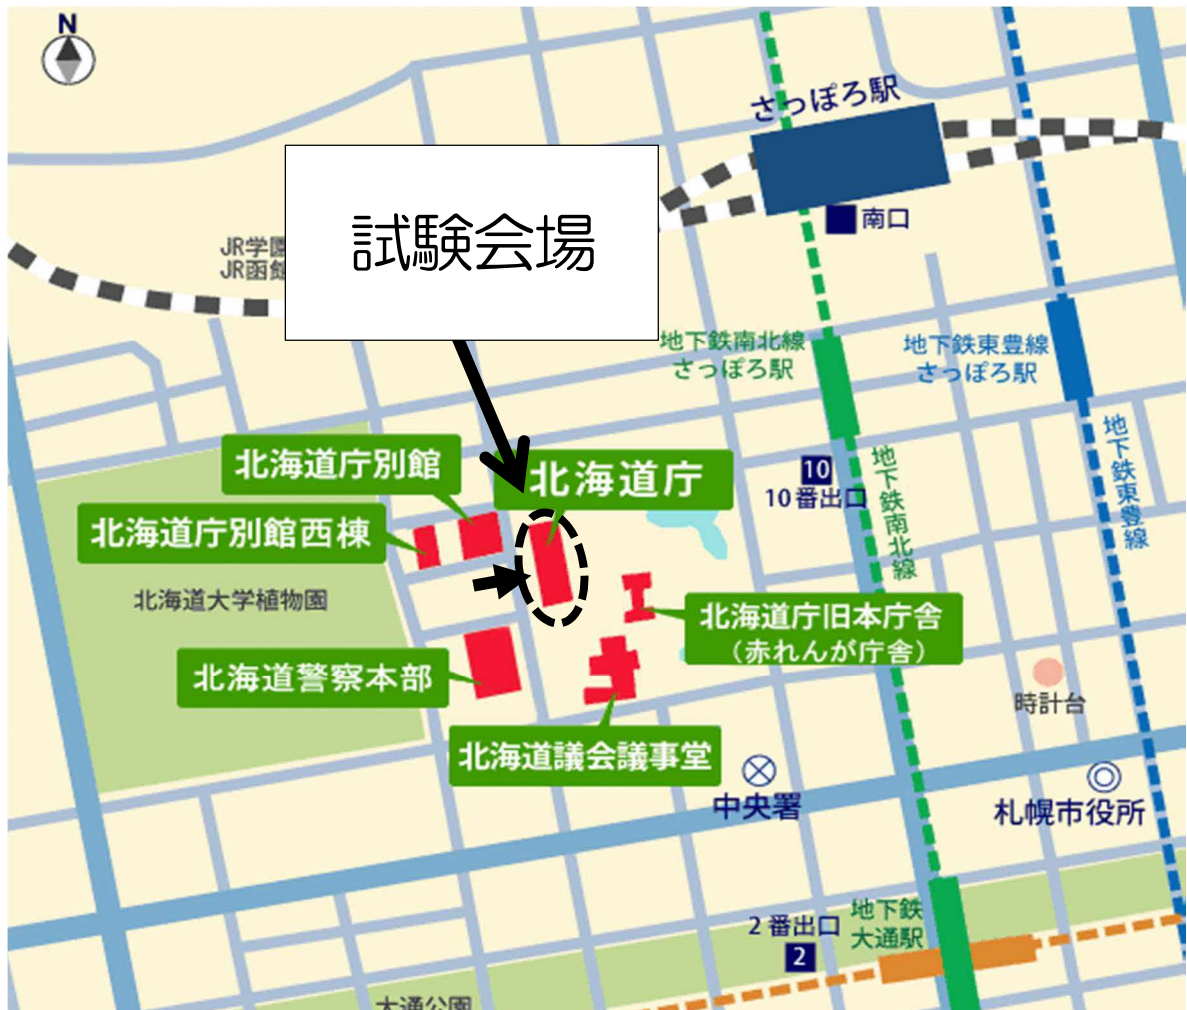 N
さっぽろ駅
南口
試験会場
JR学園
JR函館
地下鉄南北線
さっぽろ駅
地下鉄東豊線
さっぽろ駅
北海道庁別館
北海道庁
10
10番出口
地下鉄南北線
地下鉄東豊線
北海道庁別館西棟
北海道大学植物園
北海道庁旧本庁舎
(赤れんが庁舎)
北海道警察本部
時計台
北海道議会議事堂
中央署
札幌市役所
2番出口
2
地下鉄
大通駅
大通公園